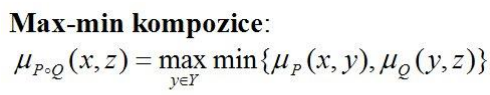 Max-min kompozice:
μ_{P∘Q}(x, z) = max_{y∈Y} min{μ_P(x, y), μ_Q(y, z)}